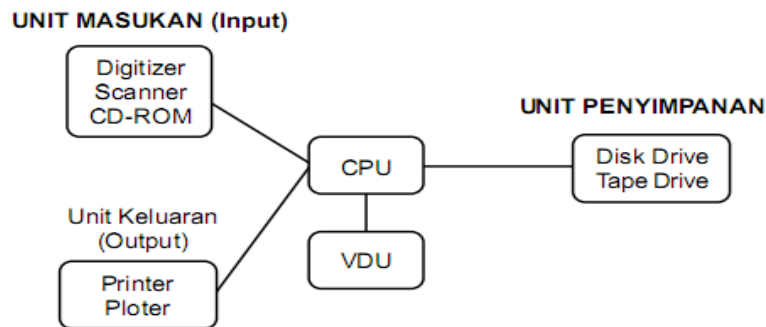 UNIT MASUKAN (Input)
Digitizer
Scanner
CD-ROM
UNIT PENYIMPANAN
Disk Drive
Tape Drive
CPU
VDU
Unit Keluaran
(Output)
Printer
Ploter